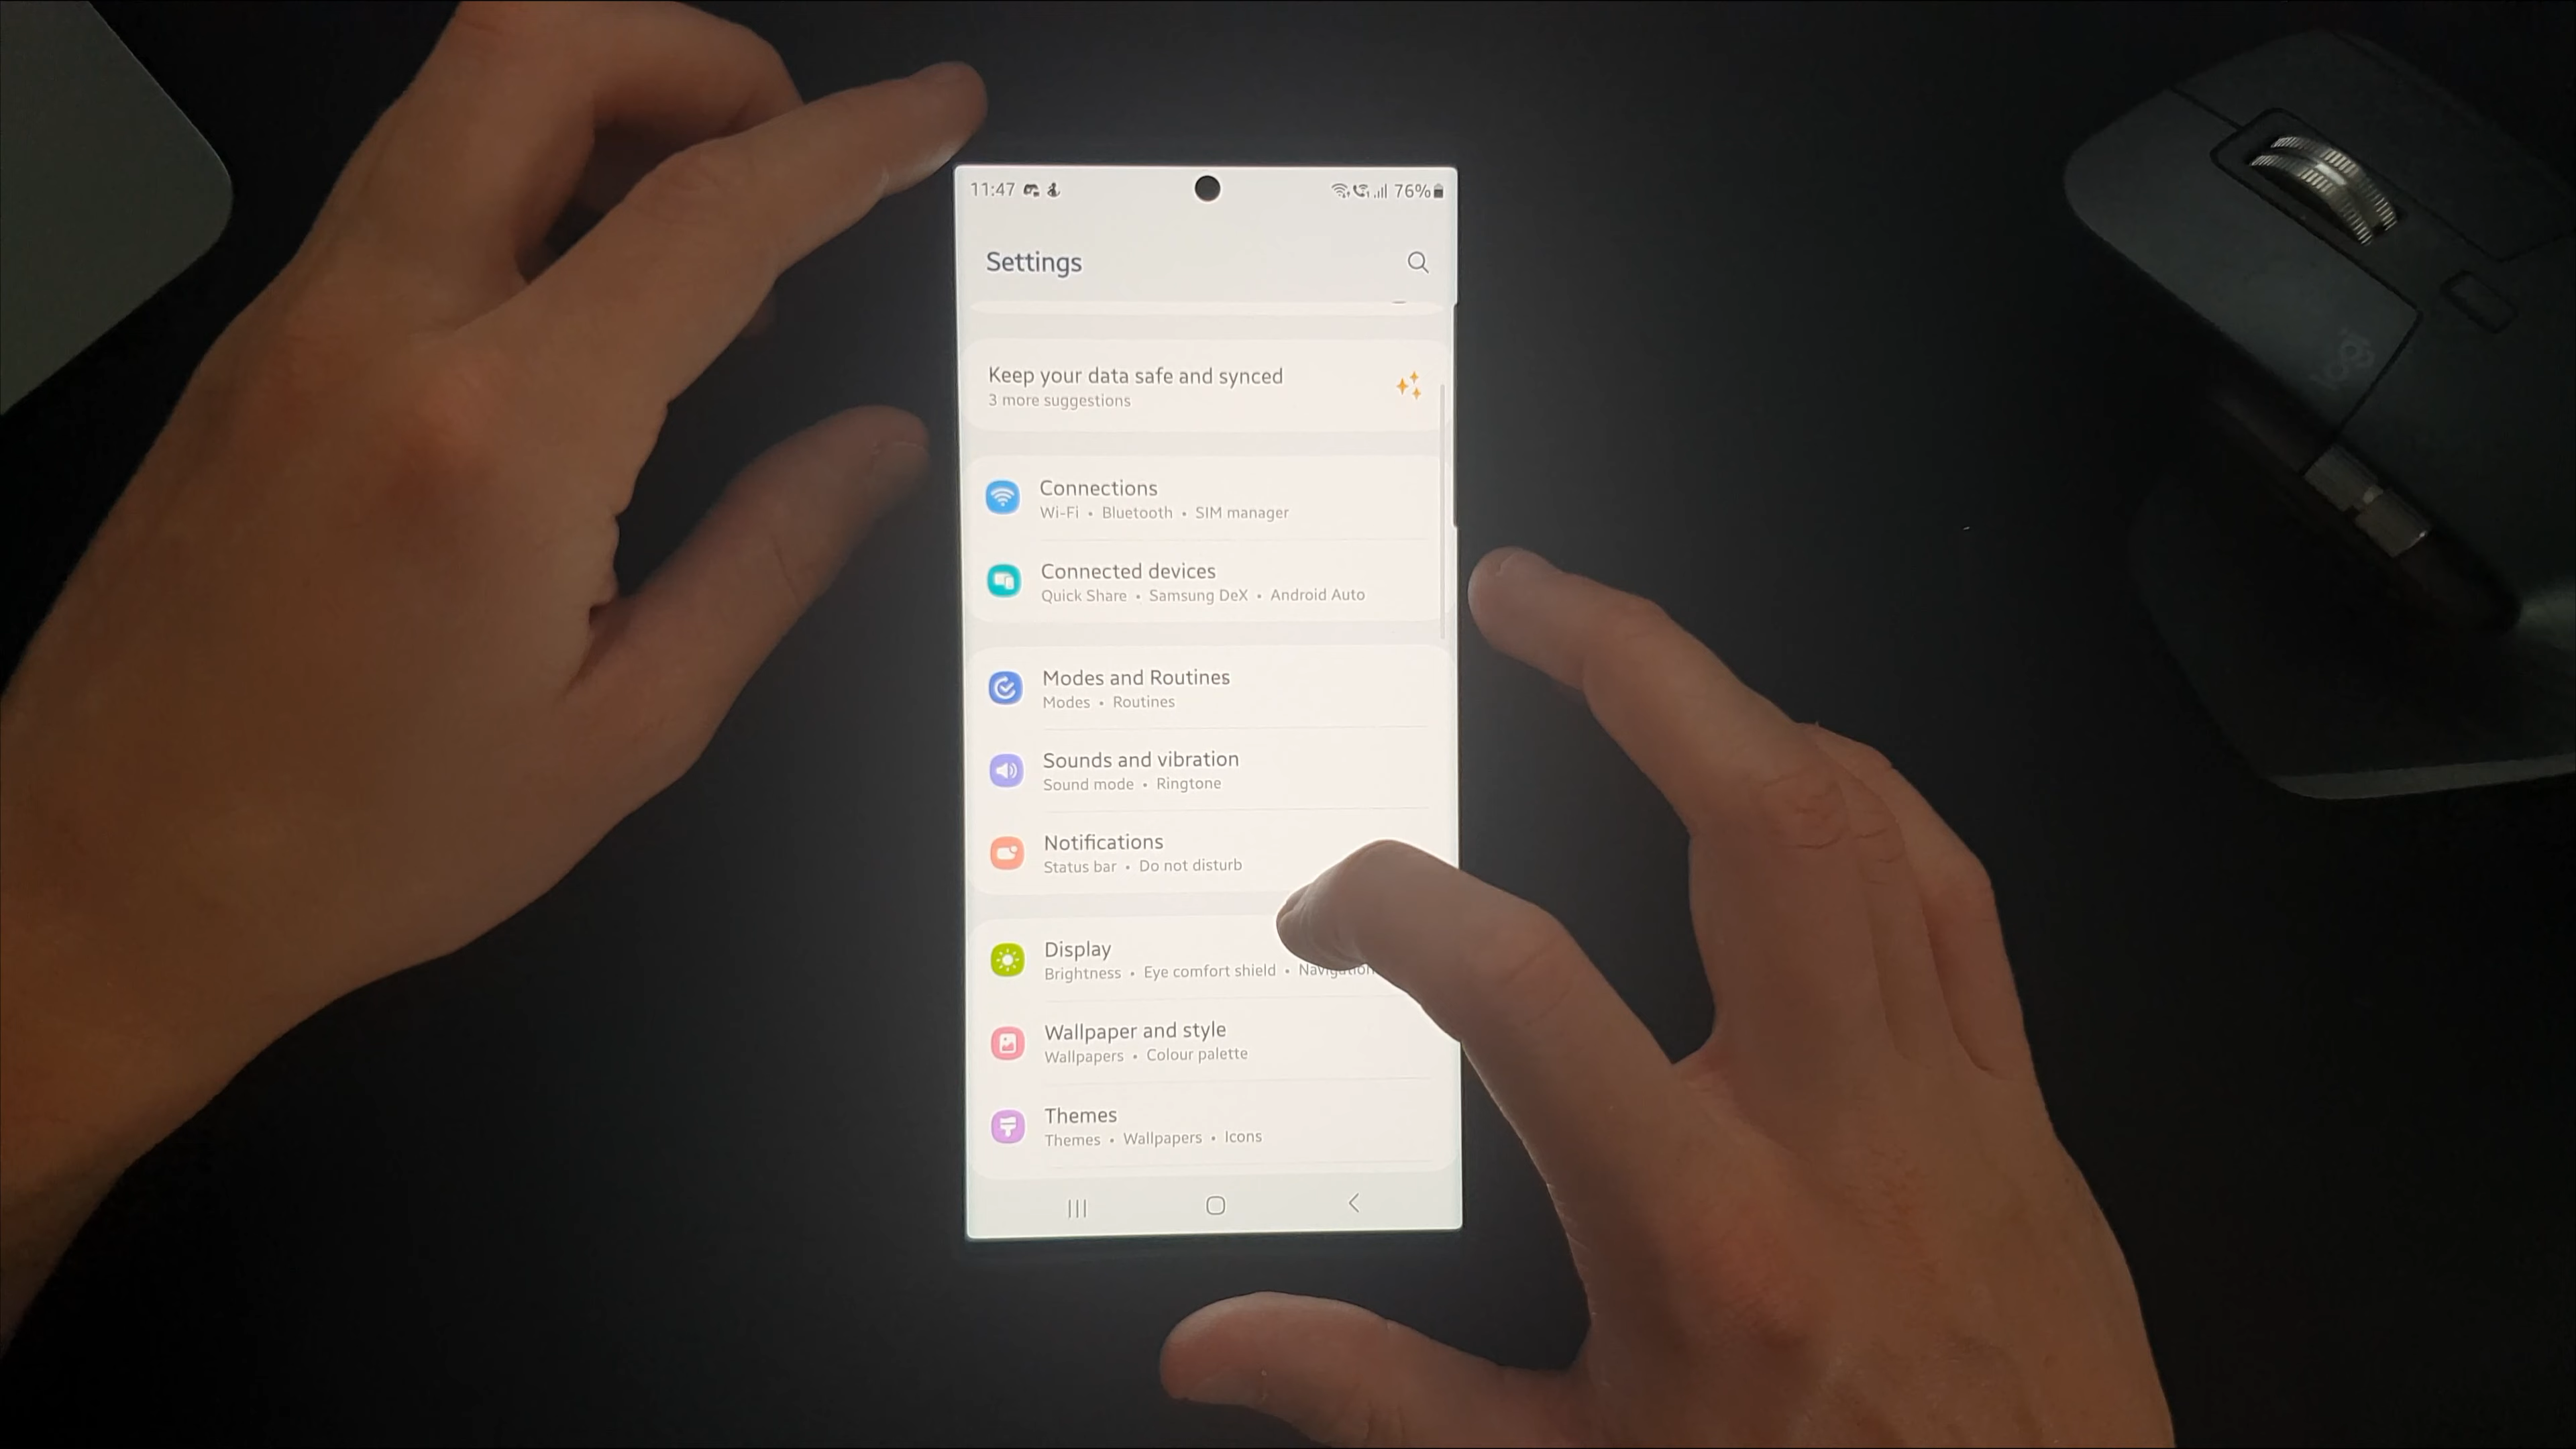 11:47
76%
Settings
Keep your data safe and synced
3 more suggestions
Connections
Wi-Fi • Bluetooth • SIM manager
Connected devices
Quick Share • Samsung DeX • Android Auto
Modes and Routines
Modes • Routines
Sounds and vibration
Sound mode • Ringtone
Notifications
Status bar • Do not disturb
Display
Brightness • Eye comfort shield • Navigation
Wallpaper and style
Wallpapers • Colour palette
Themes
Themes • Wallpapers • Icons
logi